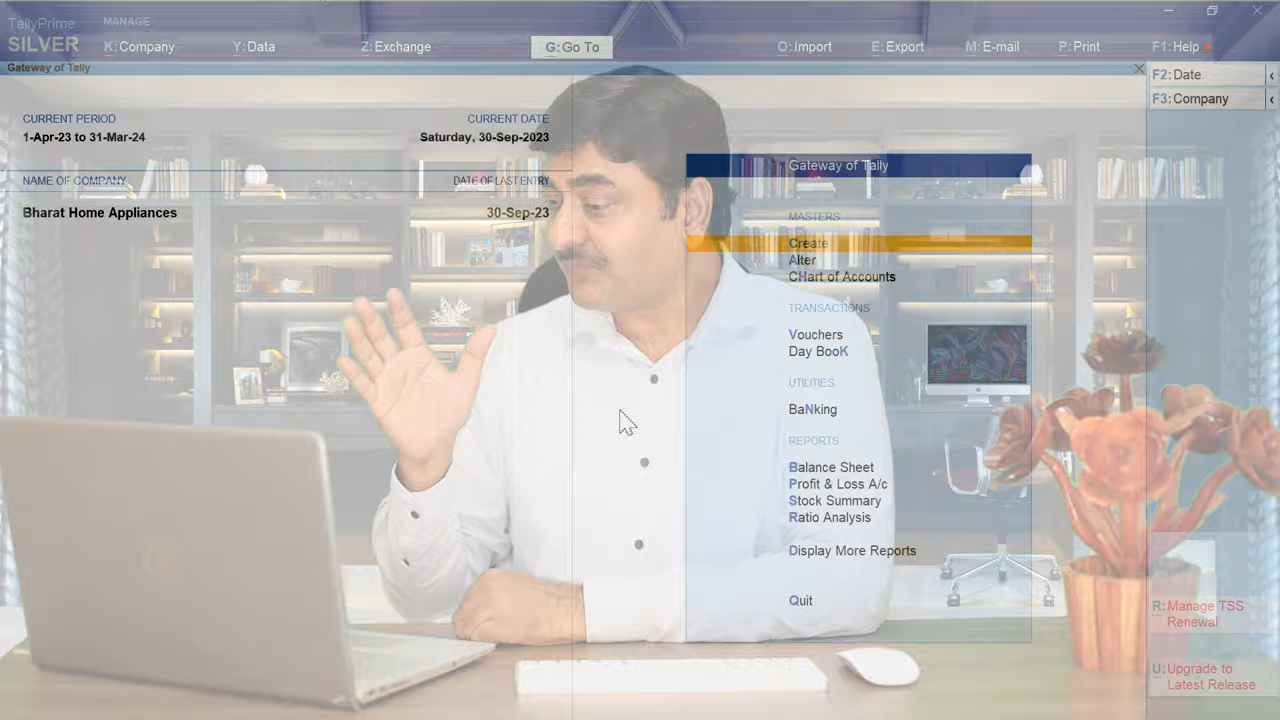 TallyPrime
MANAGE
SILVER
K: Company
Y: Data
Z: Exchange
G: Go To
O: Import
E: Export
M: E-mail
P: Print
F1: Help
Gateway of Tally
F2: Date
F3: Company
CURRENT PERIOD
CURRENT DATE
1-Apr-23 to 31-Mar-24
Saturday, 30-Sep-2023
NAME OF COMPANY
DATE OF LAST ENTRY
Bharat Home Appliances
30-Sep-23
Gateway of Tally
MASTERS
Create
Alter
CHart of Accounts
TRANSACTIONS
Vouchers
Day BooK
UTILITIES
BaNking
REPORTS
Balance Sheet
Profit & Loss A/c
Stock Summary
Ratio Analysis
Display More Reports
Quit
R: Manage TSS
Renewal
U: Upgrade to
Latest Release